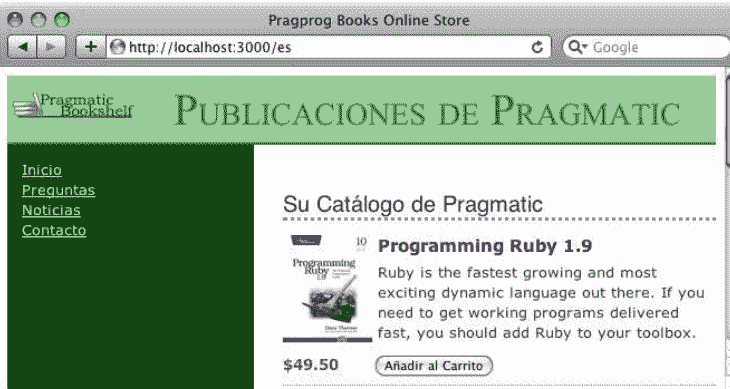 Pragprog Books Online Store
http://localhost:3000/es
Google
Pragmatic
Bookshelf
PUBLICACIONES DE PRAGMATIC
Inicio
Preguntas
Noticias
Contacto
Su Catálogo de Pragmatic
Programming
Ruby
1.9
10
Programming Ruby 1.9
Ruby is the fastest growing and most
exciting dynamic language out there. If you
need to get working programs delivered
fast, you should add Ruby to your toolbox.
$49.50
Añadir al Carrito